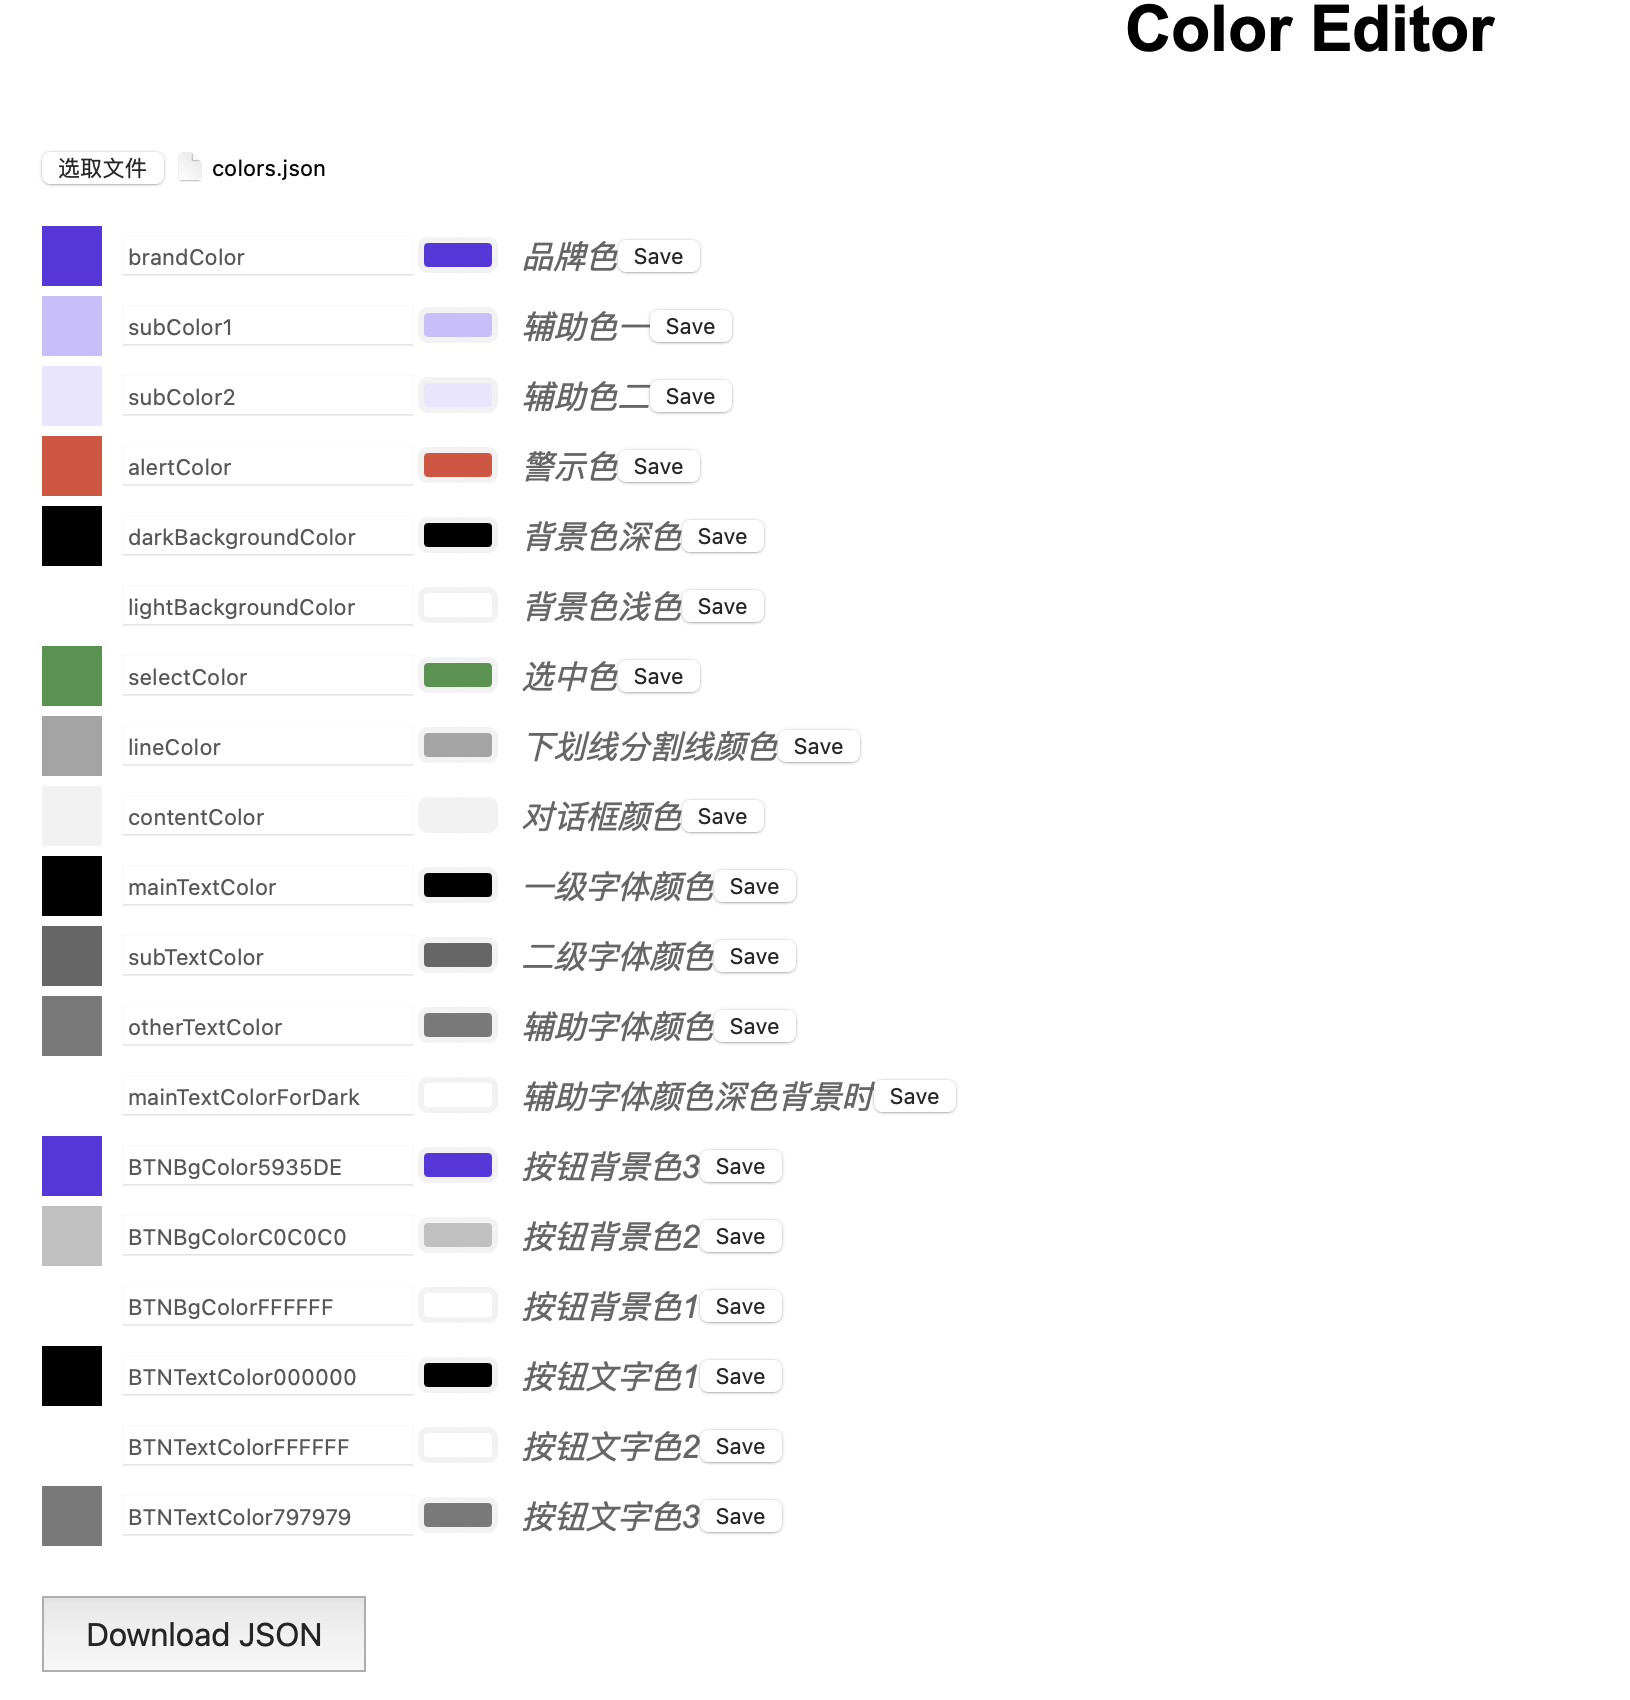 Color Editor
选取文件 colors.json
brandColor 品牌色 Save
subColor1 辅助色一 Save
subColor2 辅助色二 Save
alertColor 警示色 Save
darkBackgroundColor 背景色深色 Save
lightBackgroundColor 背景色浅色 Save
selectColor 选中色 Save
lineColor 下划线分割线颜色 Save
contentColor 对话框颜色 Save
mainTextColor 一级字体颜色 Save
subTextColor 二级字体颜色 Save
otherTextColor 辅助字体颜色 Save
mainTextColorForDark 辅助字体颜色深色背景时 Save
BTNBgColor5935DE 按钮背景色3 Save
BTNBgColorC0C0C0 按钮背景色2 Save
BTNBgColorFFFFFF 按钮背景色1 Save
BTNTextColor000000 按钮文字色1 Save
BTNTextColorFFFFFF 按钮文字色2 Save
BTNTextColor797979 按钮文字色3 Save
Download JSON